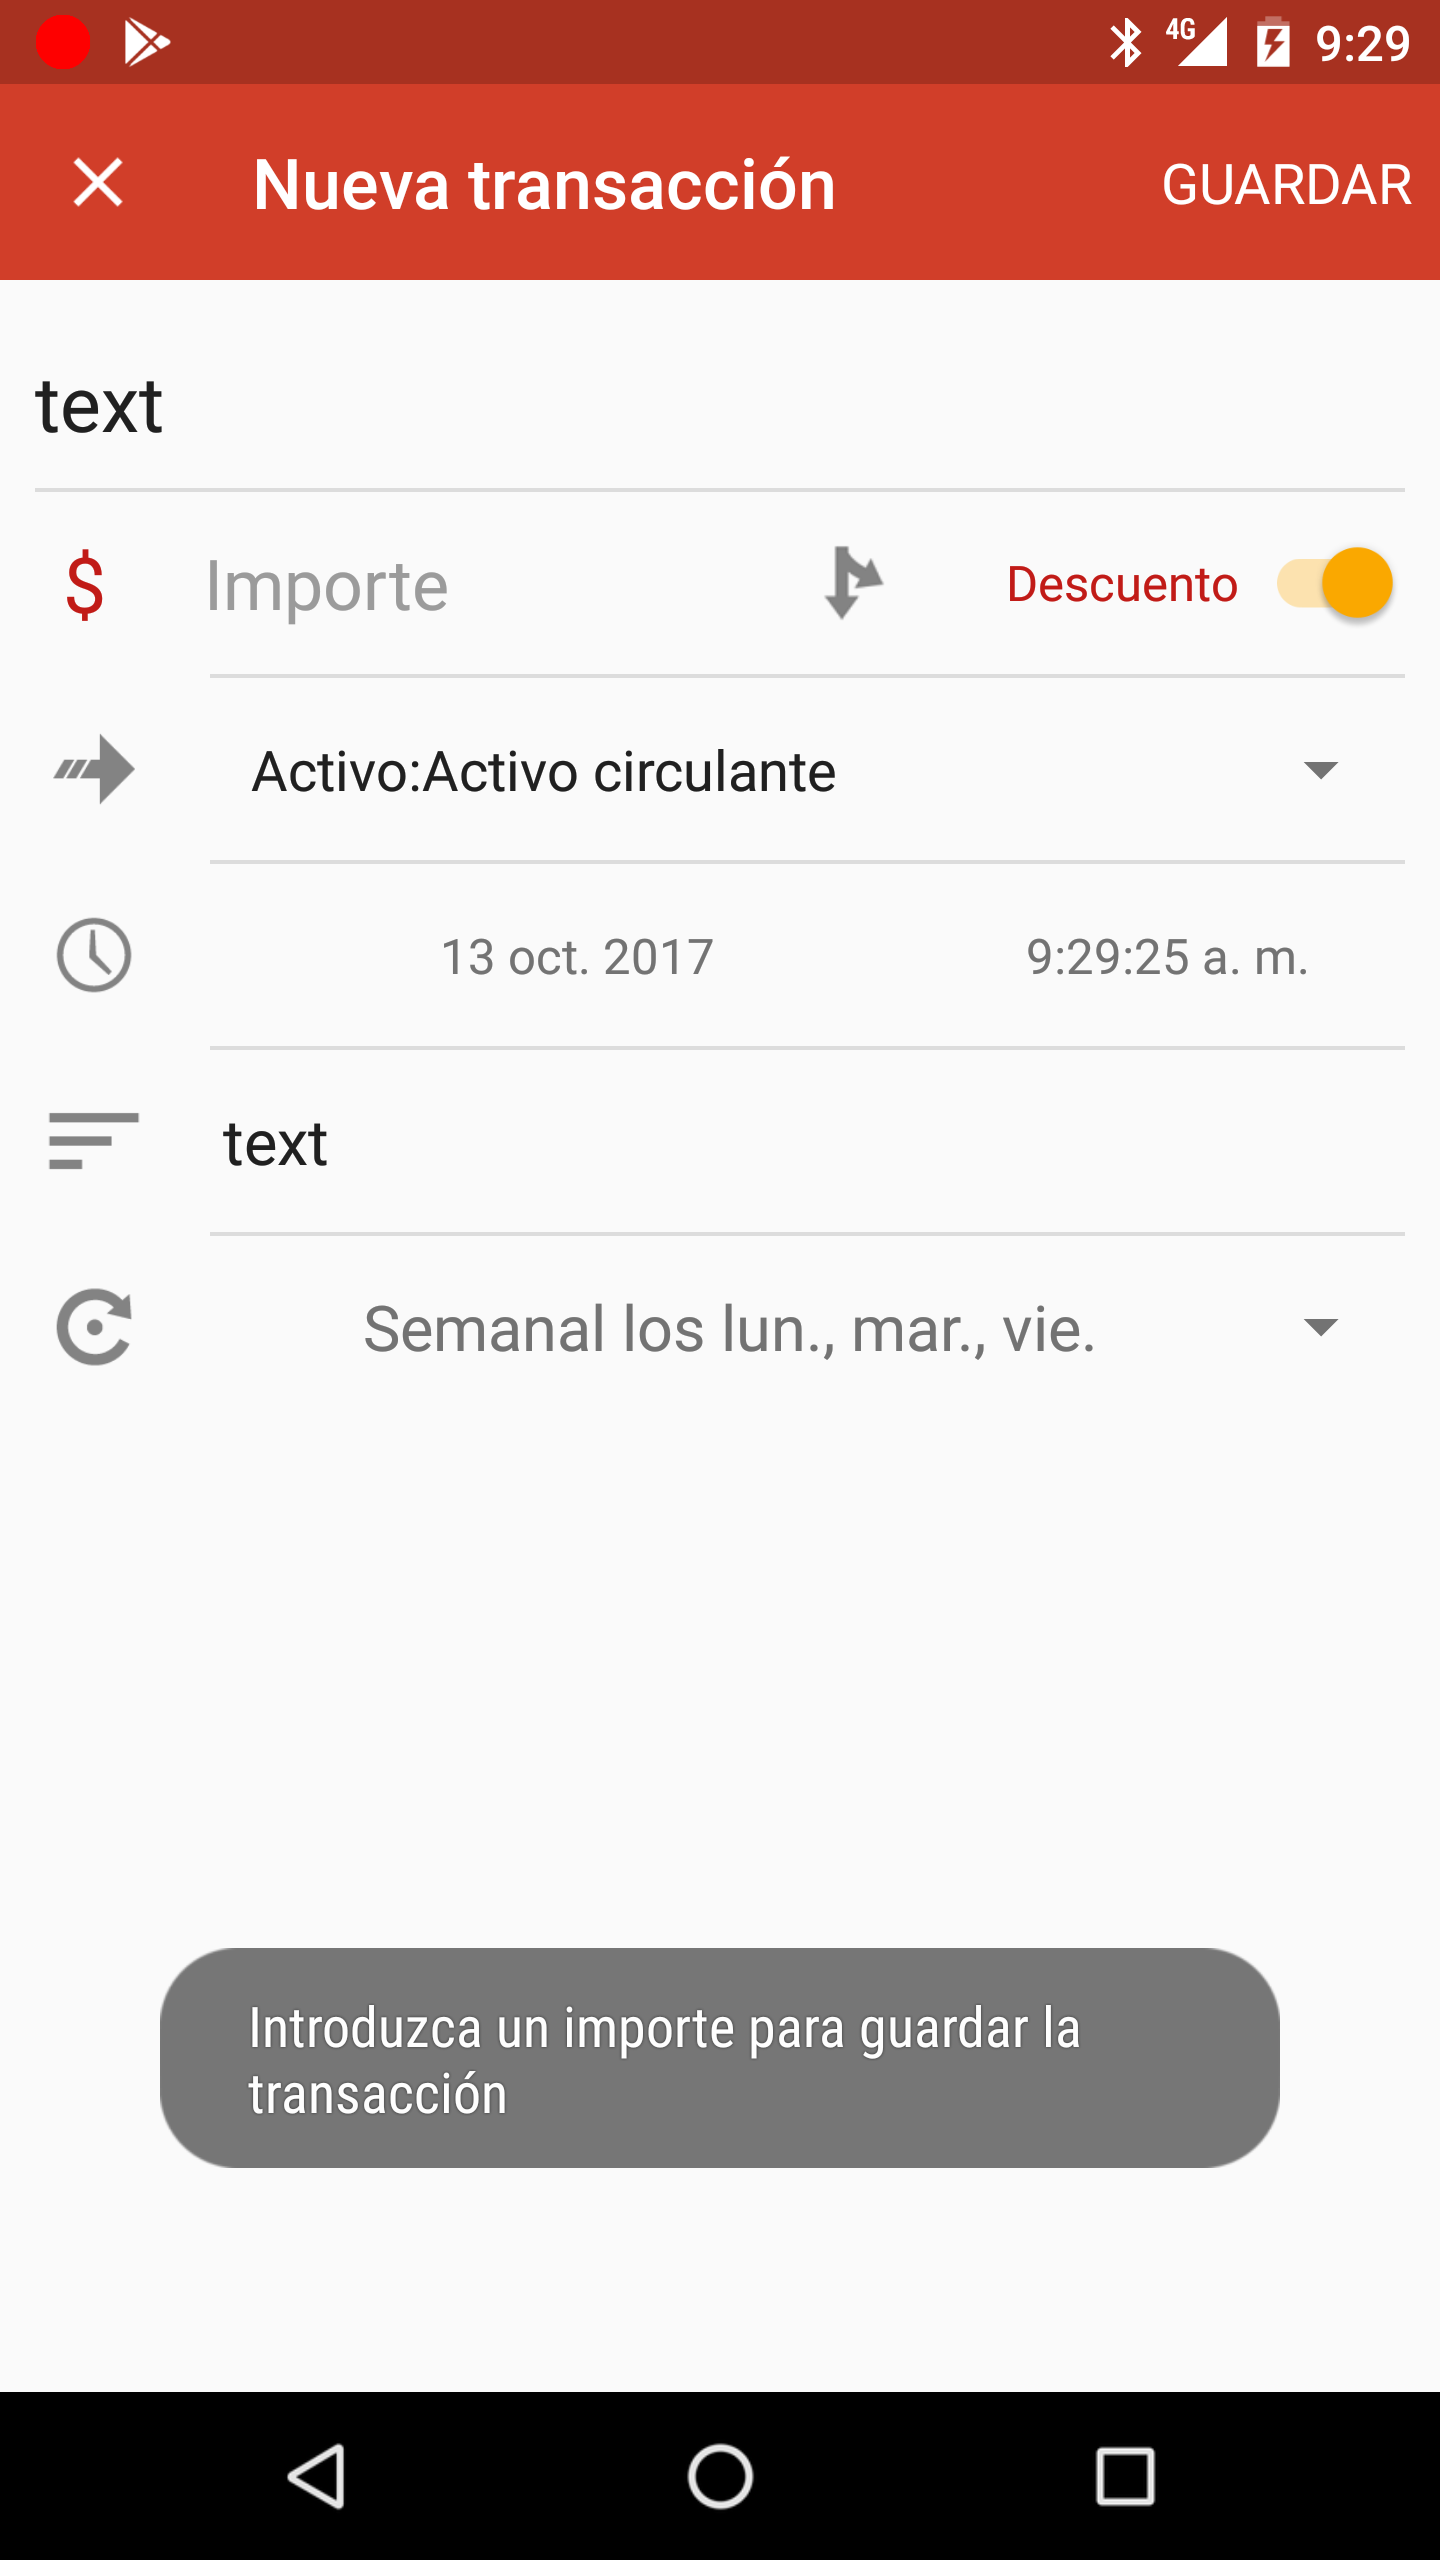 4G 9:29
Nueva transacción GUARDAR
text
$ Importe Descuento
Activo:Activo circulante
13 oct. 2017 9:29:25 a. m.
text
Semanal los lun., mar., vie.
Introduzca un importe para guardar la
transacción